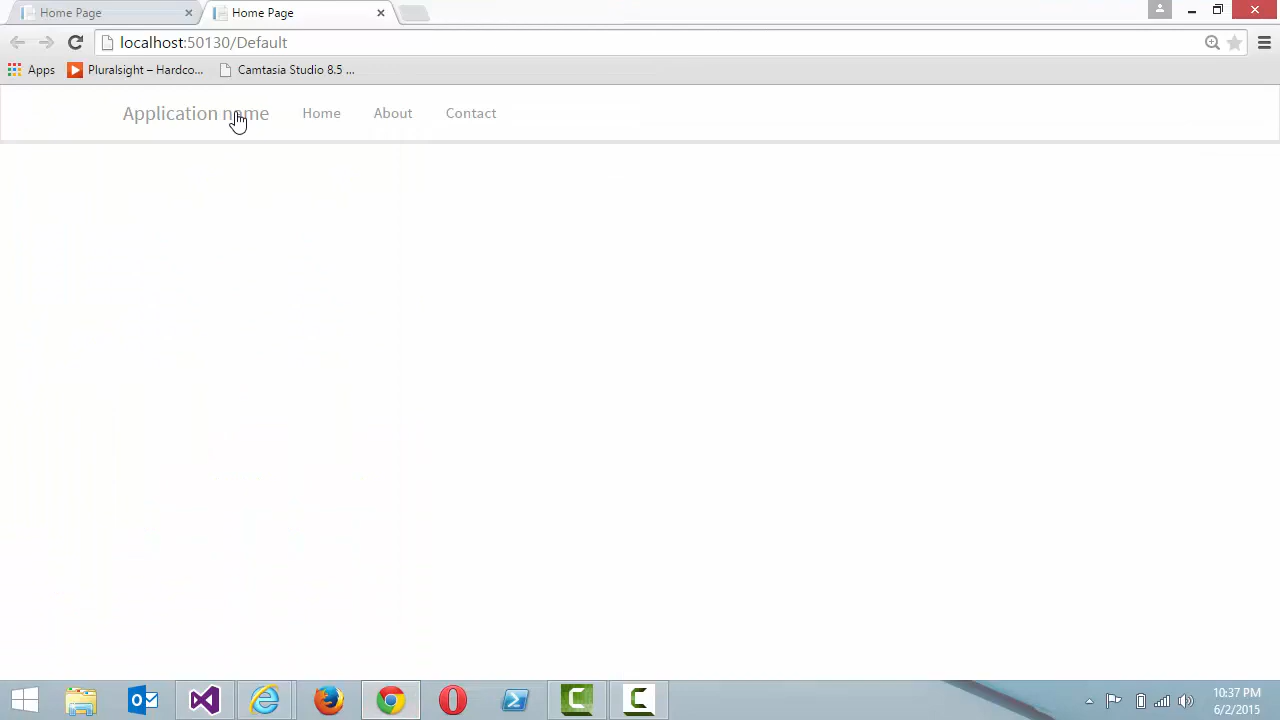 Home Page
Home Page
localhost:50130/Default
Apps
Pluralsight – Hardco...
Camtasia Studio 8.5 ...
Application name
Home
About
Contact
10:37 PM
6/2/2015